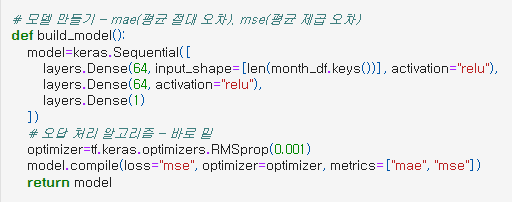 # 모델 만들기 - mae(평균 절대 오차), mse(평균 제곱 오차)
def build_model():
  model=keras.Sequential([
    layers.Dense(64, input_shape=[len(month_df.keys())], activation="relu"),
    layers.Dense(64, activation="relu"),
    layers.Dense(1)
  ])
  # 오답 처리 알고리즘 - 바로 밑
  optimizer=tf.keras.optimizers.RMSprop(0.001)
  model.compile(loss="mse", optimizer=optimizer, metrics=["mae", "mse"])
  return model